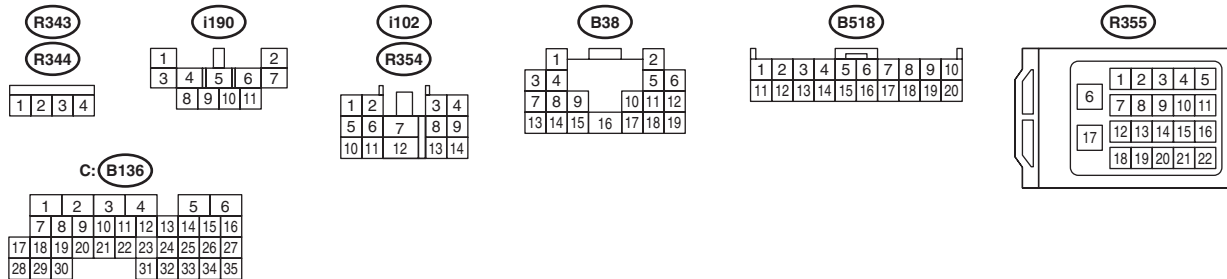 R343
R344
1 2 3 4
i190
1 2
3 4 5 6 7
8 9 10 11
i102
R354
1 2 3 4
5 6 7 8 9
10 11 12 13 14
B38
1 2
3 4 5 6
7 8 9 10 11 12
13 14 15 16 17 18 19
B518
1 2 3 4 5 6 7 8 9 10
11 12 13 14 15 16 17 18 19 20
R355
1 2 3 4 5
6
7 8 9 10 11
17
12 13 14 15 16
18 19 20 21 22
C: B136
1 2 3 4 5 6
7 8 9 10 11 12 13 14 15 16
17 18 19 20 21 22 23 24 25 26 27
28 29 30 31 32 33 34 35